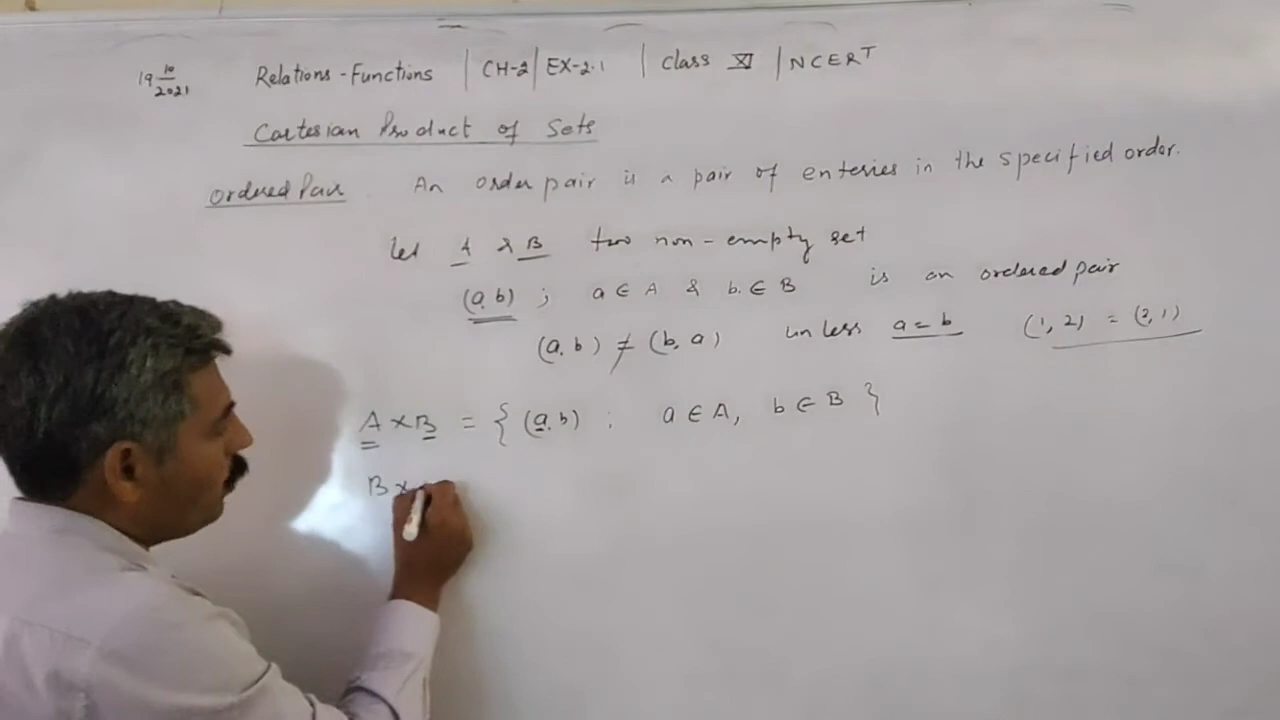 19 10/2021 Relations-Functions | CH-2 | EX-2.1 | Class XI | NCERT
Cartesian Product of Sets
Ordered Pair. An order pair is a pair of enteries in the specified order.
Let A & B two non-empty set
(a, b) ; a ∈ A & b ∈ B is an ordered pair
(a, b) ≠ (b, a) unless a = b (1, 2) = (2, 1)
A × B = { (a, b) : a ∈ A, b ∈ B }
B ×